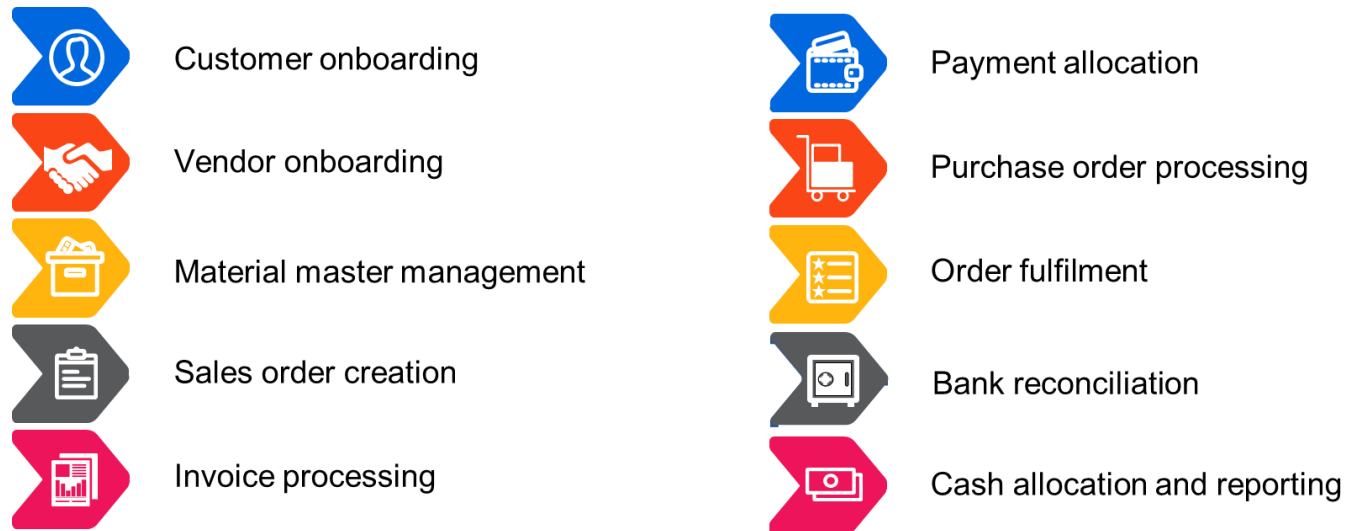 Customer onboarding
Vendor onboarding
Material master management
Sales order creation
Invoice processing
Payment allocation
Purchase order processing
Order fulfilment
Bank reconciliation
Cash allocation and reporting